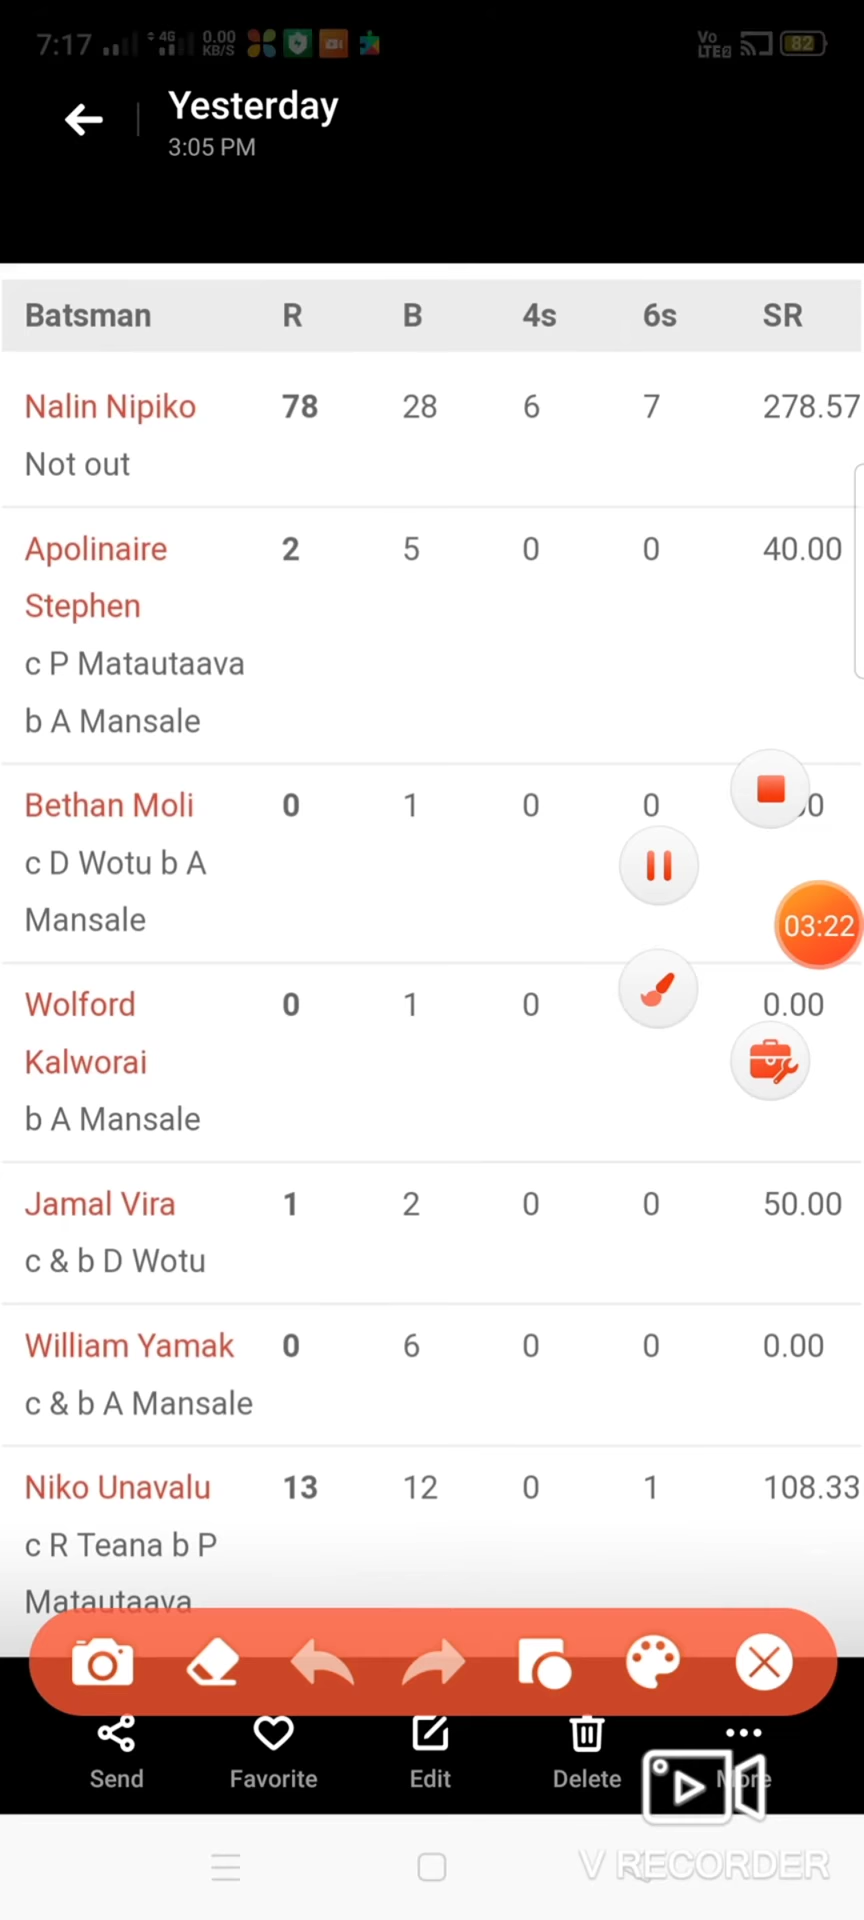 7:17 4G 0.00 KB/S Vo LTE2 82
Yesterday
3:05 PM
Batsman R B 4s 6s SR
Nalin Nipiko 78 28 6 7 278.57
Not out
Apolinaire 2 5 0 0 40.00
Stephen
c P Matautaava
b A Mansale
Bethan Moli 0 1 0 0
c D Wotu b A
Mansale
03:22
Wolford 0 1 0 0.00
Kalworai
b A Mansale
Jamal Vira 1 2 0 0 50.00
c & b D Wotu
William Yamak 0 6 0 0 0.00
c & b A Mansale
Niko Unavalu 13 12 0 1 108.33
c R Teana b P
Matautaava
Send Favorite Edit Delete More
V RECORDER